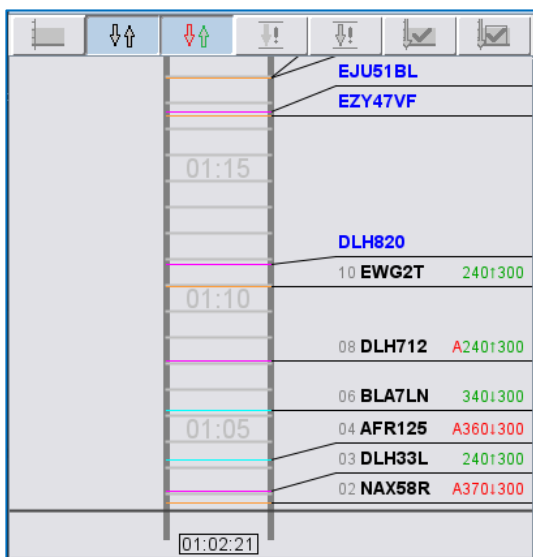 EJU51BL
EZY47VF
01:15
DLH820
10 EWG2T 240↑300
01:10
08 DLH712 A240↑300
06 BLA7LN 340↓300
01:05
04 AFR125 A360↓300
03 DLH33L 240↑300
02 NAX58R A370↓300
01:02:21